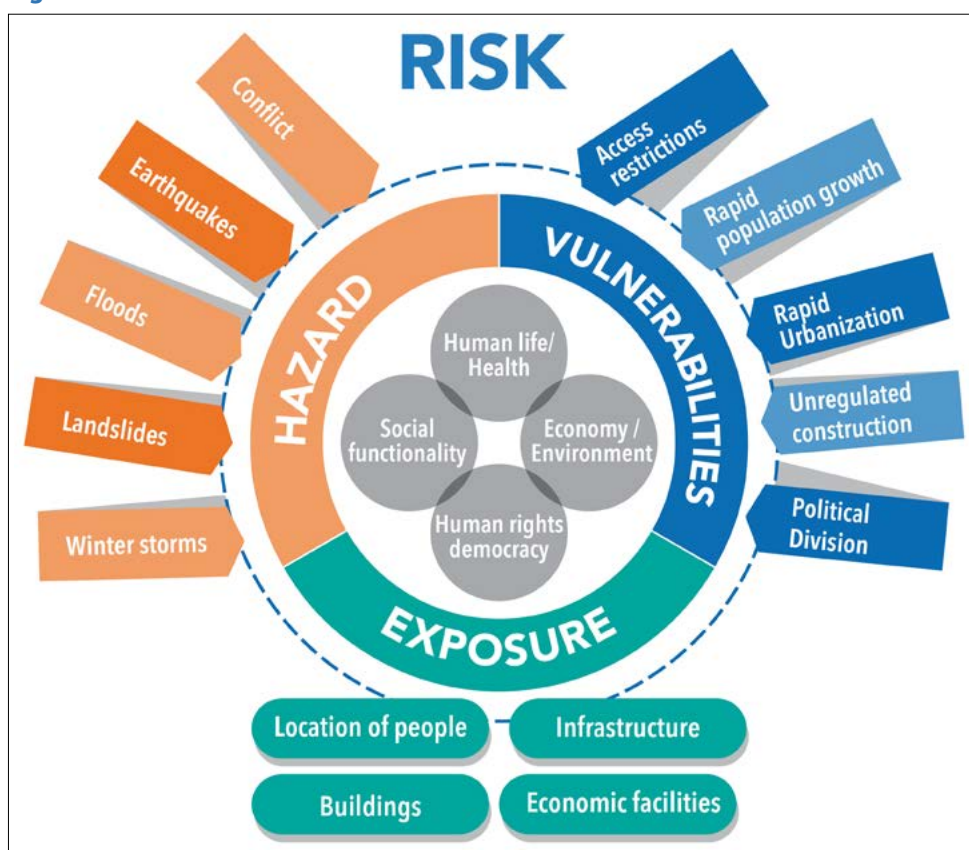 RISK
Conflict
Earthquakes
Floods
Landslides
Winter storms
Access
restrictions
Rapid
population growth
Rapid
Urbanization
Unregulated
construction
Political
Division
HAZARD
VULNERABILITIES
EXPOSURE
Human life/
Health
Social
functionality
Economy /
Environment
Human rights
democracy
Location of people
Infrastructure
Buildings
Economic facilities